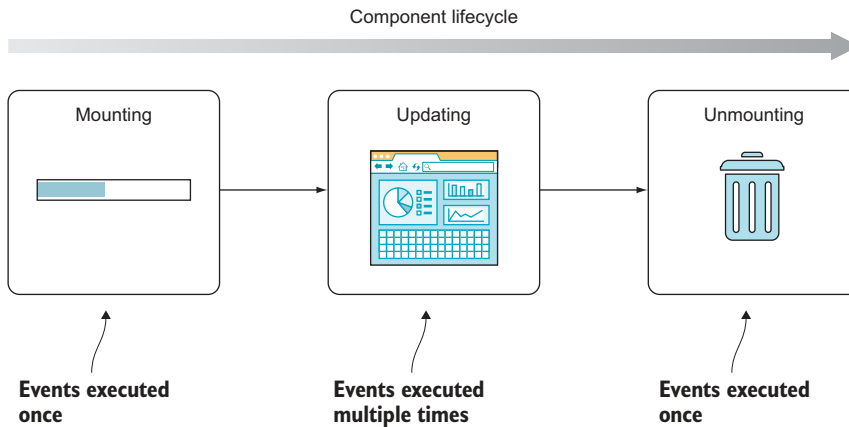 Component lifecycle
Mounting
Updating
Unmounting
Events executed
once
Events executed
multiple times
Events executed
once